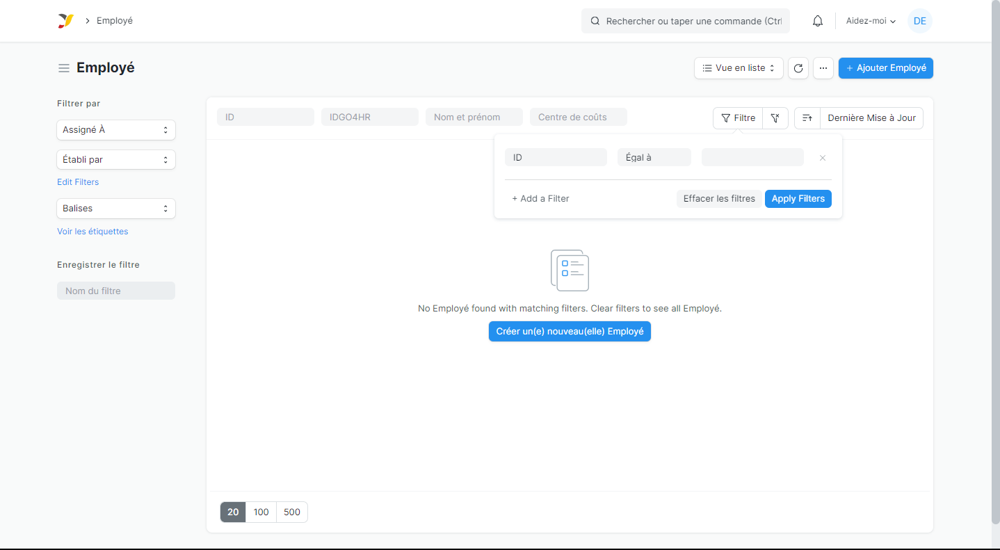 Employé
Rechercher ou taper une commande (Ctrl
Aidez-moi
DE
Employé
Vue en liste
Ajouter Employé
Filtrer par
Assigné À
Établi par
Edit Filters
Balises
Voir les étiquettes
Enregistrer le filtre
Nom du filtre
ID
IDGO4HR
Nom et prénom
Centre de coûts
Filtre
Dernière Mise à Jour
ID
Égal à
+ Add a Filter
Effacer les filtres
Apply Filters
No Employé found with matching filters. Clear filters to see all Employé.
Créer un(e) nouveau(elle) Employé
20
100
500